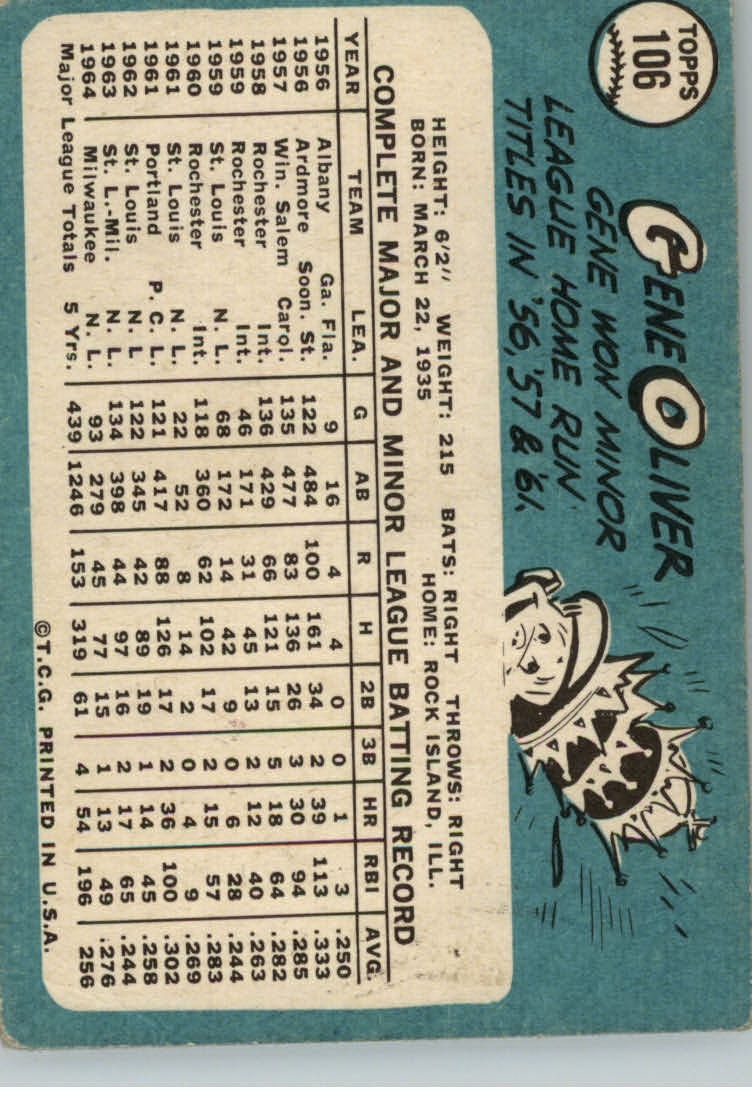 TOPPS
106
GENE OLIVER
GENE WON MINOR
LEAGUE HOME RUN
TITLES IN '56, '57 & '61.
HEIGHT: 6'2" WEIGHT: 215 BATS: RIGHT THROWS: RIGHT
BORN: MARCH 22, 1935 HOME: ROCK ISLAND, ILL.
COMPLETE MAJOR AND MINOR LEAGUE BATTING RECORD
YEAR TEAM LEA. G AB R H 2B 3B HR RBI AVG.
1956 Albany Ga. Fla. 9 16 4 4 0 0 1 3 .250
1956 Ardmore Soon. St. 122 484 100 161 34 2 39 113 .333
1957 Win. Salem Carol. 135 477 83 136 26 3 30 94 .285
1958 Rochester Int. 136 429 66 121 15 5 18 64 .282
1959 Rochester Int. 46 171 31 45 13 2 12 40 .263
1959 St. Louis N. L. 68 172 14 42 9 0 6 28 .244
1960 Rochester Int. 118 360 62 102 17 2 15 57 .283
1961 St. Louis N. L. 22 52 8 14 2 0 4 9 .269
1961 Portland P. C. L. 121 417 88 126 17 2 36 100 .302
1962 St. Louis N. L 122 345 42 89 19 1 14 45 .258
1963 St. L.-Mil. N. L. 134 398 44 97 16 2 17 65 .244
1964 Milwaukee N. L. 93 279 45 77 15 1 13 49 .276
Major League Totals 5 Yrs. 439 1246 153 319 61 4 54 196 256
©T.C.G. PRINTED IN U.S.A.